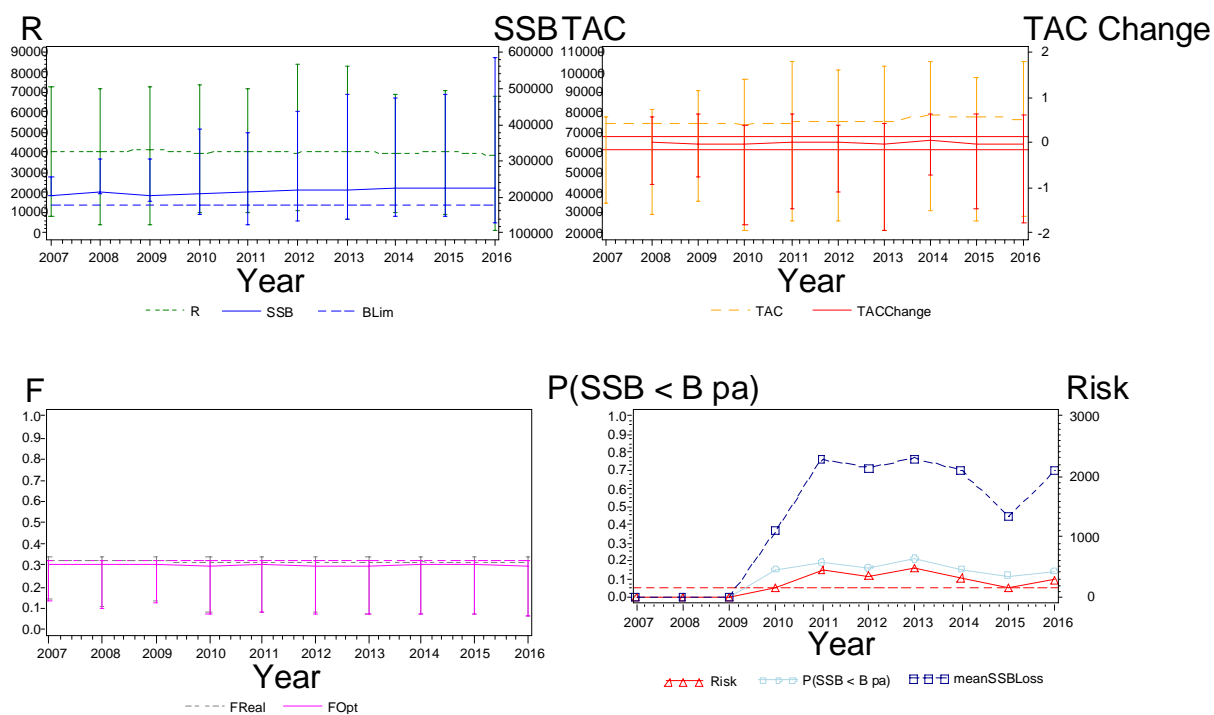 R SSB TAC TAC Change
90000 600000 110000 2
80000 100000
70000 500000 90000 1
60000 80000
50000 400000 70000 0
40000 300000 60000
30000 50000 -1
20000 200000 40000
10000 30000
0 100000 20000 -2
2007 2008 2009 2010 2011 2012 2013 2014 2015 2016 2007 2008 2009 2010 2011 2012 2013 2014 2015 2016
Year Year
R SSB BLim TAC TACChange
F P(SSB < B pa) Risk
1.0 1.0 3000
0.9 0.9
0.8 0.8
0.7 0.7 2000
0.6 0.6
0.5 0.5
0.4 0.4 1000
0.3 0.3
0.2 0.2
0.1 0.1
0.0 0.0 0
2007 2008 2009 2010 2011 2012 2013 2014 2015 2016 2007 2008 2009 2010 2011 2012 2013 2014 2015 2016
Year Year
FReal FOpt Risk P(SSB < B pa) meanSSBLoss